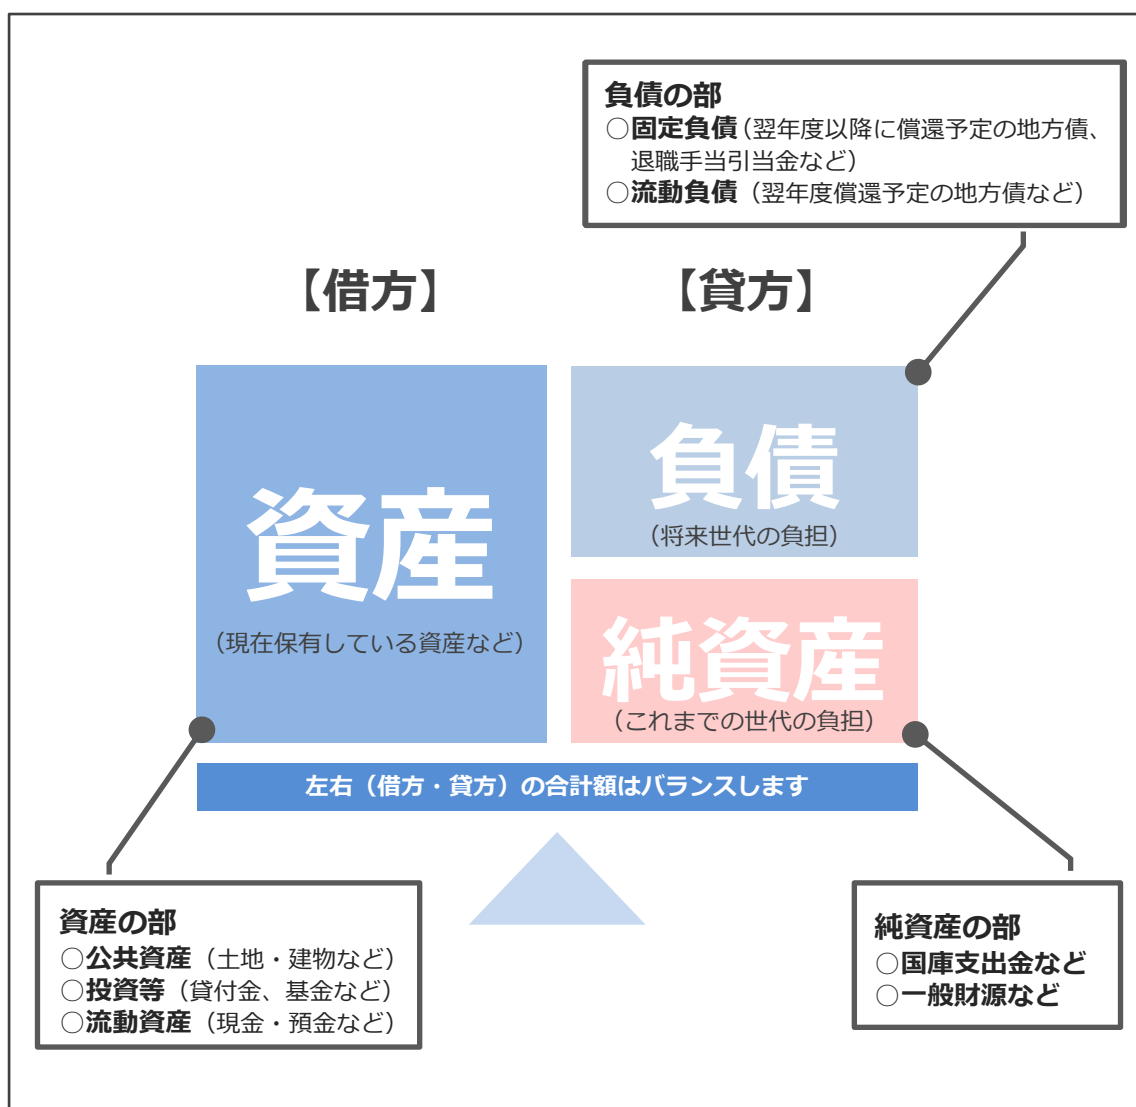 負債の部
○固定負債（翌年度以降に償還予定の地方債、
退職手当引当金など）
○流動負債（翌年度償還予定の地方債など）
【借方】
【貸方】
資産
（現在保有している資産など）
負債
（将来世代の負担）
純資産
（これまでの世代の負担）
左右（借方・貸方）の合計額はバランスします
資産の部
○公共資産（土地・建物など）
○投資等（貸付金、基金など）
○流動資産（現金・預金など）
純資産の部
○国庫支出金など
○一般財源など